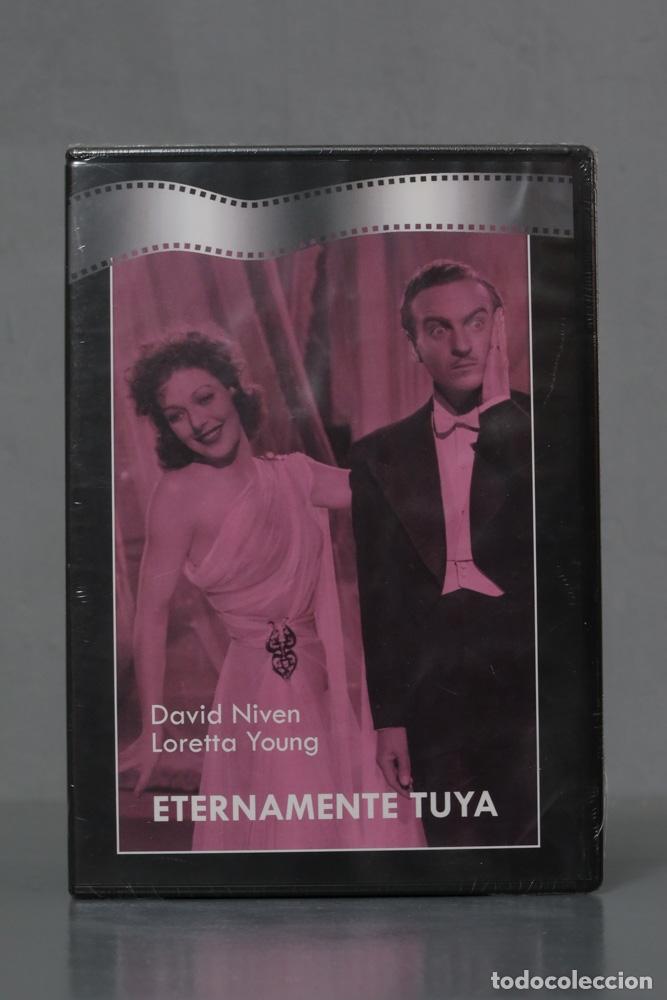 David Niven
Loretta Young
ETERNAMENTE TUYA
todocoleccion